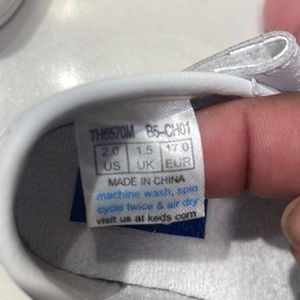 TH5570M B5-CH01
2.0 1.5 17.0
US UK EUR
MADE IN CHINA
machine wash, spin
cycle twice & air dry
visit us at keds.com